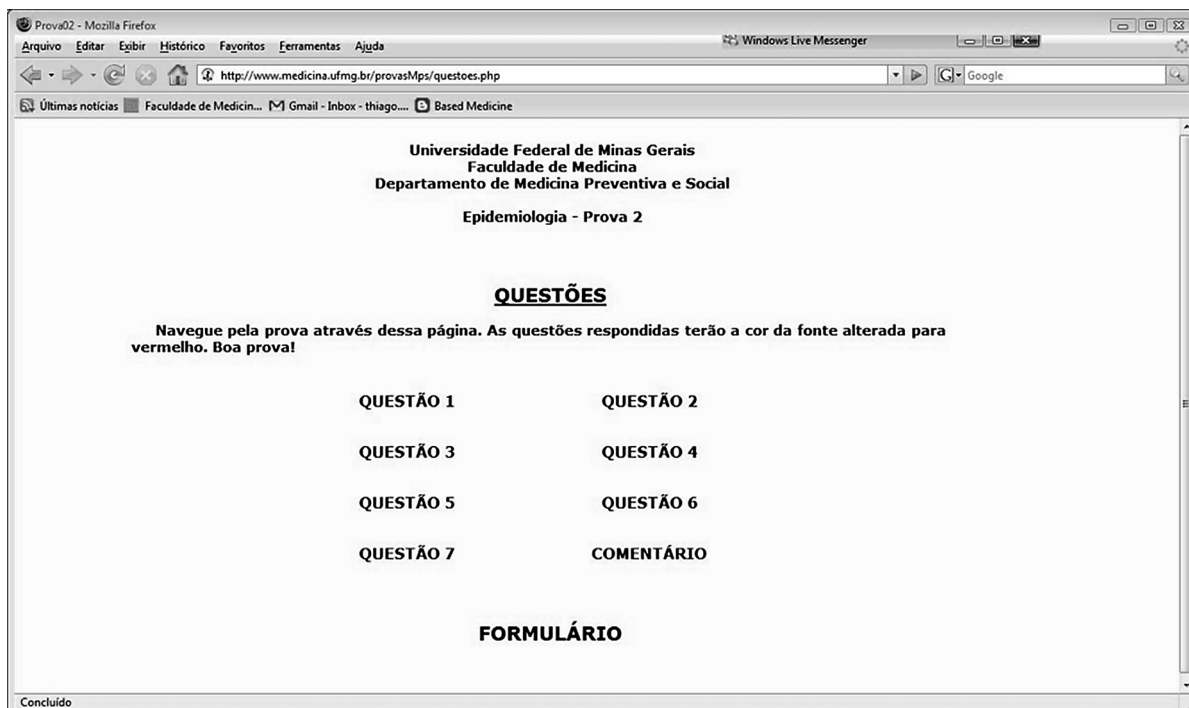 Prova02 - Mozilla Firefox
Arquivo Editar Exibir Histórico Favoritos Ferramentas Ajuda
Windows Live Messenger
http://www.medicina.ufmg.br/provasMps/questoes.php
G Google
Últimas notícias Faculdade de Medicin... Gmail - Inbox - thiago.... Based Medicine
Universidade Federal de Minas Gerais
Faculdade de Medicina
Departamento de Medicina Preventiva e Social
Epidemiologia - Prova 2
QUESTÕES
Navegue pela prova através dessa página. As questões respondidas terão a cor da fonte alterada para
vermelho. Boa prova!
QUESTÃO 1 QUESTÃO 2
QUESTÃO 3 QUESTÃO 4
QUESTÃO 5 QUESTÃO 6
QUESTÃO 7 COMENTÁRIO
FORMULÁRIO
Concluído